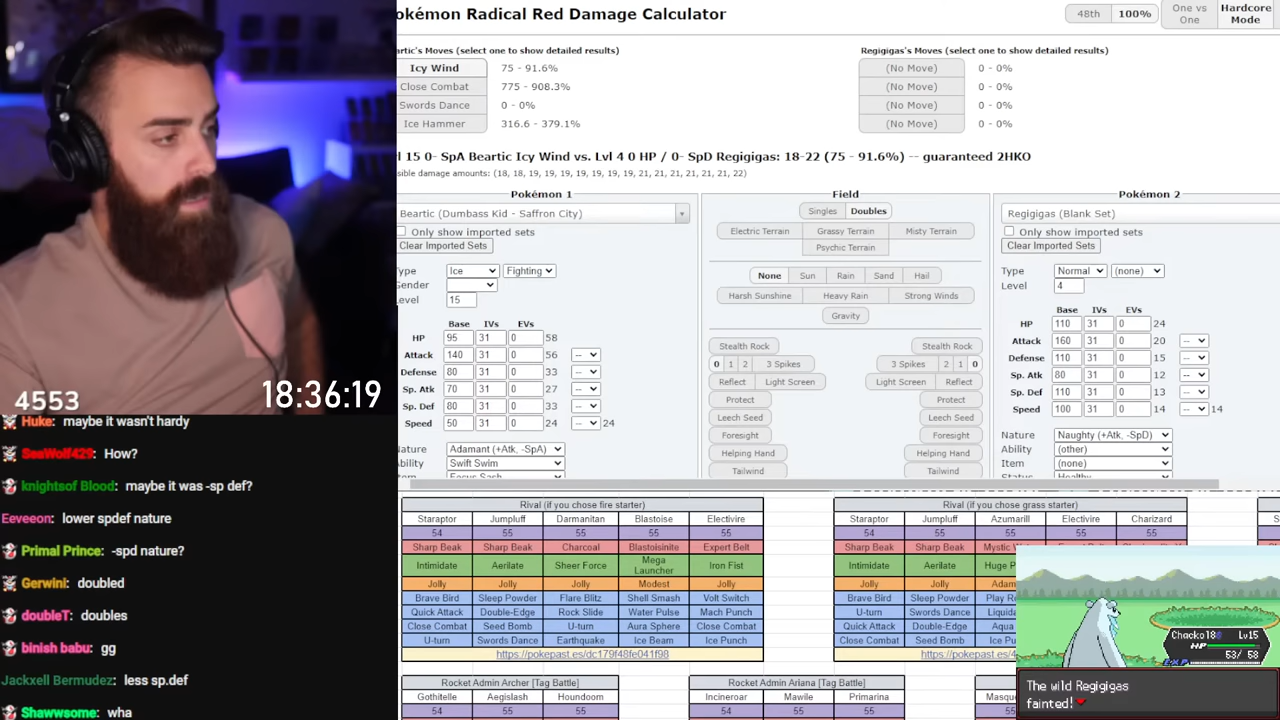 okémon Radical Red Damage Calculator
48th 100%
One vs One
Hardcore Mode
artic's Moves (select one to show detailed results)
Icy Wind 75 - 91.6%
Close Combat 775 - 908.3%
Swords Dance 0 - 0%
Ice Hammer 316.6 - 379.1%
Regigigas's Moves (select one to show detailed results)
(No Move) 0 - 0%
(No Move) 0 - 0%
(No Move) 0 - 0%
(No Move) 0 - 0%
l 15 0- SpA Beartic Icy Wind vs. Lvl 4 0 HP / 0- SpD Regigigas: 18-22 (75 - 91.6%) -- guaranteed 2HKO
sible damage amounts: (18, 18, 19, 19, 19, 19, 19, 19, 21, 21, 21, 21, 21, 21, 22)
Pokémon 1
Beartic (Dumbass Kid - Saffron City)
Only show imported sets
Clear Imported Sets
Type Ice Fighting
Gender
Level 15
Base IVs EVs
HP 95 31 0 58
Attack 140 31 0 56 --
Defense 80 31 0 33 --
Sp. Atk 70 31 0 27 --
Sp. Def 80 31 0 33 --
Speed 50 31 0 24 -- 24
Nature Adamant (+Atk, -SpA)
Ability Swift Swim
Field
Singles Doubles
Electric Terrain Grassy Terrain Misty Terrain
Psychic Terrain
None Sun Rain Sand Hail
Harsh Sunshine Heavy Rain Strong Winds
Gravity
Stealth Rock Stealth Rock
0 1 2 3 Spikes 3 Spikes 2 1 0
Reflect Light Screen Light Screen Reflect
Protect Protect
Leech Seed Leech Seed
Foresight Foresight
Helping Hand Helping Hand
Tailwind Tailwind
Pokémon 2
Regigigas (Blank Set)
Only show imported sets
Clear Imported Sets
Type Normal (none)
Level 4
Base IVs EVs
HP 110 31 0 24
Attack 160 31 0 20 --
Defense 110 31 0 15 --
Sp. Atk 80 31 0 12 --
Sp. Def 110 31 0 13 --
Speed 100 31 0 14 -- 14
Nature Naughty (+Atk, -SpD)
Ability (other)
Item (none)
4553
18:36:19
Huke: maybe it wasn't hardy
SeaWolf429: How?
knightsof Blood: maybe it was -sp def?
Eeveeon: lower spdef nature
Primal Prince: -spd nature?
Gerwini: doubled
doubleT: doubles
binish babu: gg
Jackxell Bermudez: less sp.def
Shawwsome: wha
Rival (if you chose fire starter)
Staraptor Jumpluff Darmanitan Blastoise Electivire
54 55 55 55 55
Sharp Beak Sharp Beak Charcoal Blastoisinite Expert Belt
Intimidate Aerilate Sheer Force Mega Launcher Iron Fist
Jolly Jolly Jolly Modest Jolly
Brave Bird Sleep Powder Flare Blitz Shell Smash Volt Switch
Quick Attack Double-Edge Rock Slide Water Pulse Mach Punch
Close Combat Seed Bomb U-turn Aura Sphere Close Combat
U-turn Swords Dance Earthquake Ice Beam Ice Punch
https://pokepast.es/dc179f48fe041f98
Rival (if you chose grass starter)
Staraptor Jumpluff Azumarill Electivire Charizard
54 55 55 55 55
Sharp Beak Sharp Beak Mystic
Intimidate Aerilate Huge
Jolly Jolly Adam
Brave Bird Sleep Powder Play R
U-turn Swords Dance Liquida
Quick Attack Double-Edge Aqua
Close Combat Seed Bomb Ice Pu
https://pokepast.es/4
Rocket Admin Archer [Tag Battle]
Gothitelle Aegislash Houndoom
54 55 55
Rocket Admin Ariana [Tag Battle]
Incineroar Mawile Primarina
54 55 55
Masqu
Chacko18 Lv15
HP
53/ 58
EXP
The wild Regigigas
fainted!